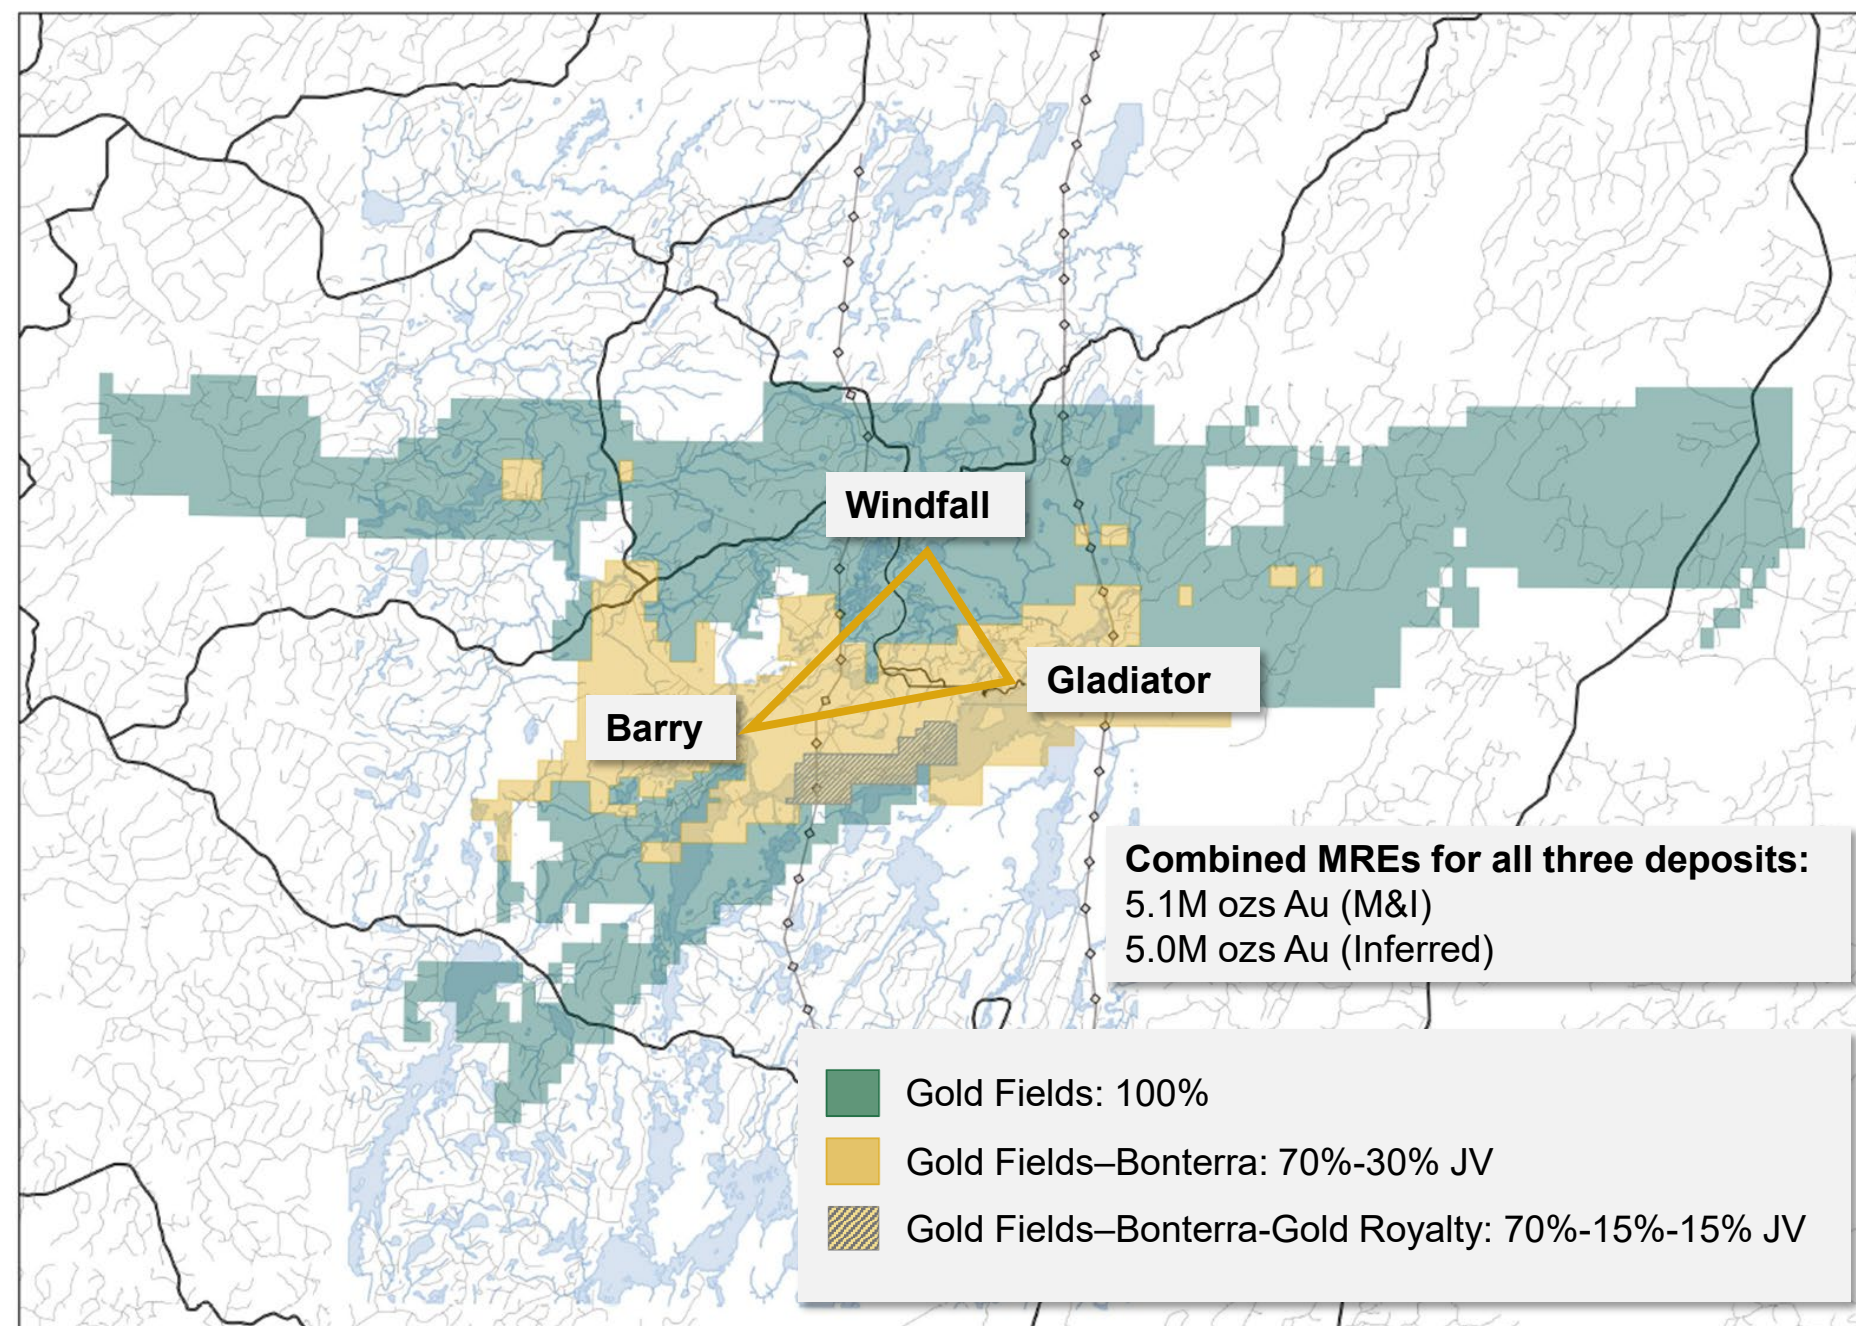 Windfall
Gladiator
Barry
Combined MREs for all three deposits:
5.1M ozs Au (M&I)
5.0M ozs Au (Inferred)
Gold Fields: 100%
Gold Fields–Bonterra: 70%-30% JV
Gold Fields–Bonterra-Gold Royalty: 70%-15%-15% JV